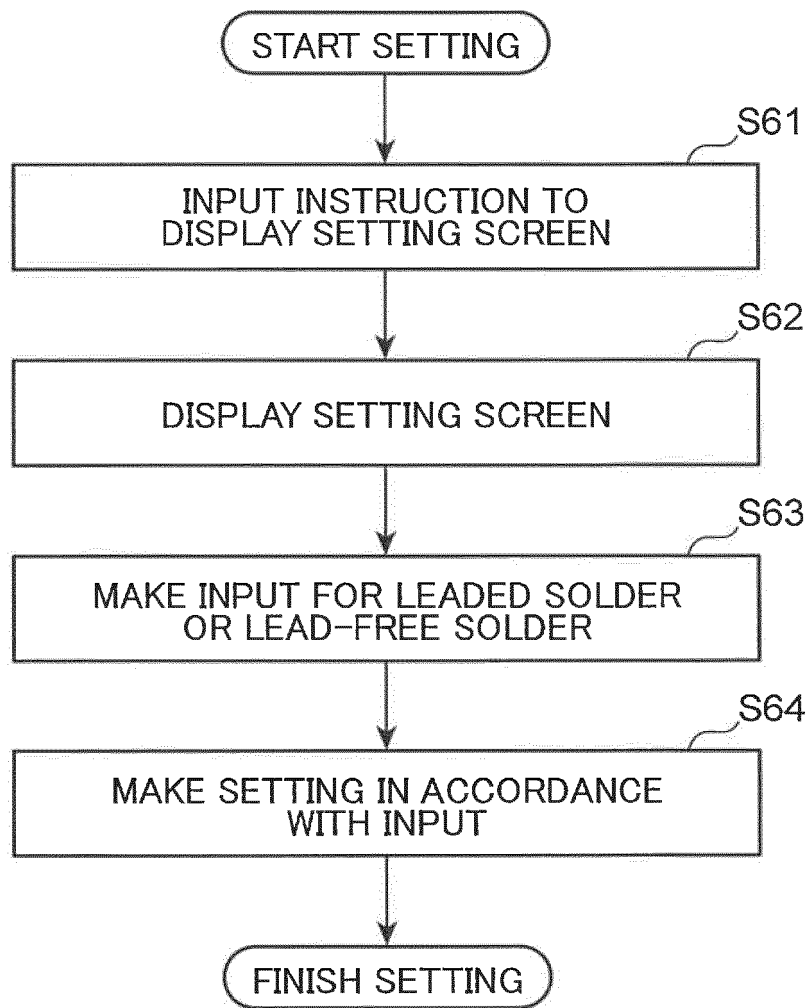 START SETTING
S61
INPUT INSTRUCTION TO
DISPLAY SETTING SCREEN
S62
DISPLAY SETTING SCREEN
S63
MAKE INPUT FOR LEADED SOLDER
OR LEAD-FREE SOLDER
S64
MAKE SETTING IN ACCORDANCE
WITH INPUT
FINISH SETTING